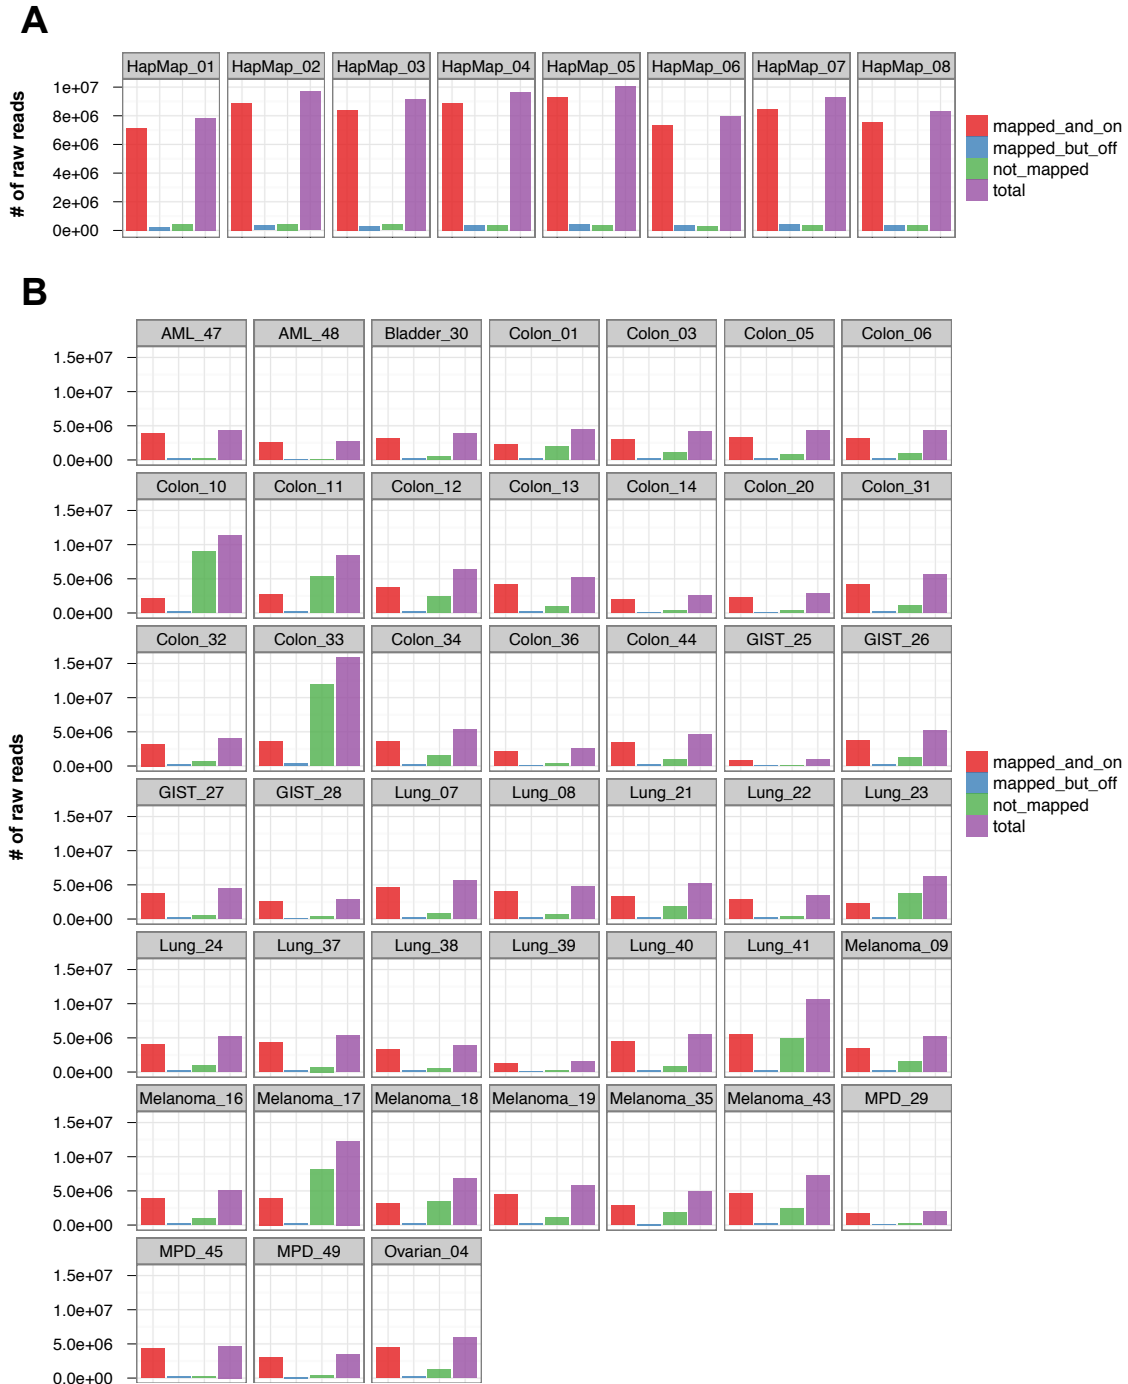 A
HapMap_01 HapMap_02 HapMap_03 HapMap_04 HapMap_05 HapMap_06 HapMap_07 HapMap_08
# of raw reads
1e+07
8e+06
6e+06
4e+06
2e+06
0e+00
mapped_and_on
mapped_but_off
not_mapped
total
B
# of raw reads
AML_47 AML_48 Bladder_30 Colon_01 Colon_03 Colon_05 Colon_06
1.5e+07
1.0e+07
5.0e+06
0.0e+00
Colon_10 Colon_11 Colon_12 Colon_13 Colon_14 Colon_20 Colon_31
1.5e+07
1.0e+07
5.0e+06
0.0e+00
Colon_32 Colon_33 Colon_34 Colon_36 Colon_44 GIST_25 GIST_26
1.5e+07
1.0e+07
5.0e+06
0.0e+00
GIST_27 GIST_28 Lung_07 Lung_08 Lung_21 Lung_22 Lung_23
1.5e+07
1.0e+07
5.0e+06
0.0e+00
Lung_24 Lung_37 Lung_38 Lung_39 Lung_40 Lung_41 Melanoma_09
1.5e+07
1.0e+07
5.0e+06
0.0e+00
Melanoma_16 Melanoma_17 Melanoma_18 Melanoma_19 Melanoma_35 Melanoma_43 MPD_29
1.5e+07
1.0e+07
5.0e+06
0.0e+00
MPD_45 MPD_49 Ovarian_04
1.5e+07
1.0e+07
5.0e+06
0.0e+00
mapped_and_on
mapped_but_off
not_mapped
total